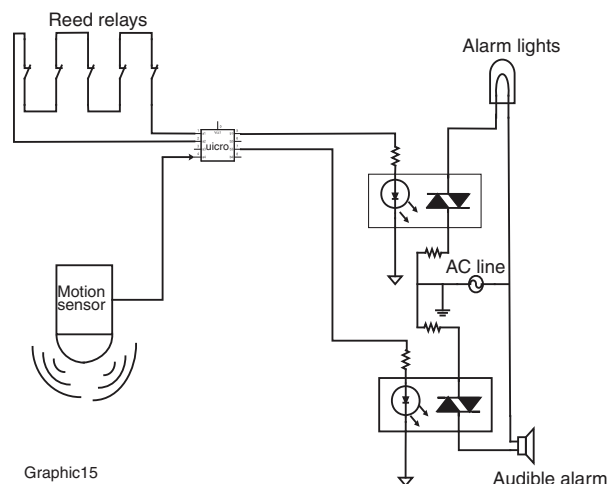 Reed relays
Alarm lights
uicro
AC line
Motion
sensor
Graphic15
Audible alarm